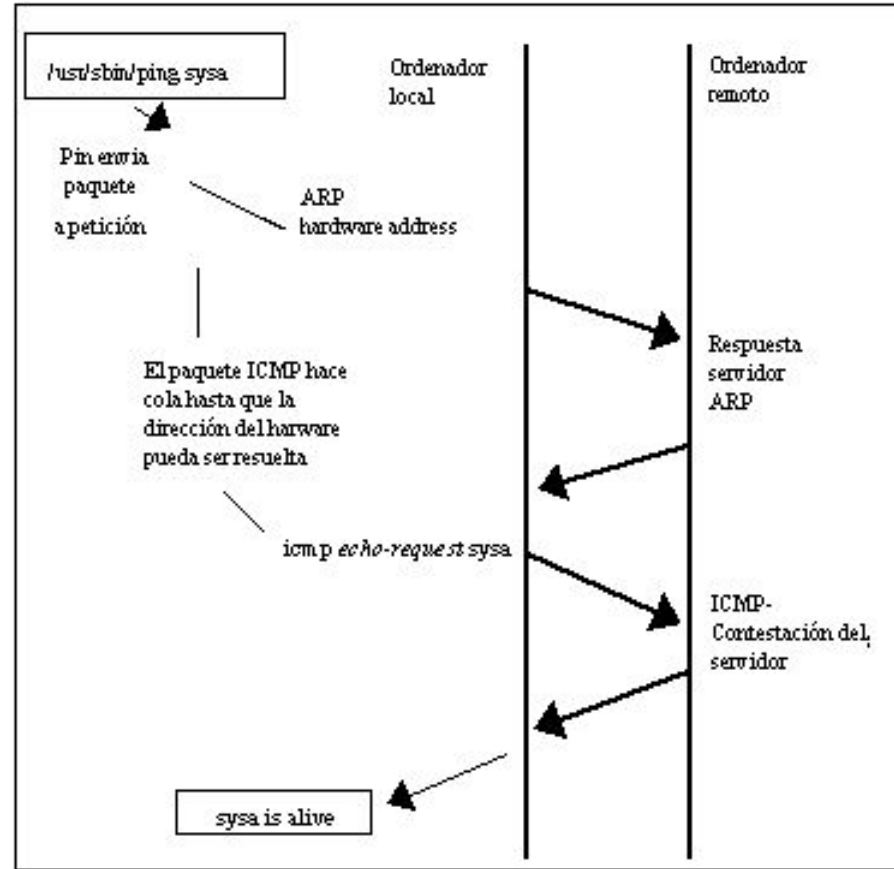 /usr/sbin/ping sysa
Ordenador
local
Ordenador
remoto
Pin envia
paquete
a petición
ARP
hardware address
Respuesta
servidor
ARP
El paquete ICMP hace
cola hasta que la
dirección del harware
pueda ser resuelta
icmp echo-request sysa
ICMP-
Contestación del
servidor
sysa is alive